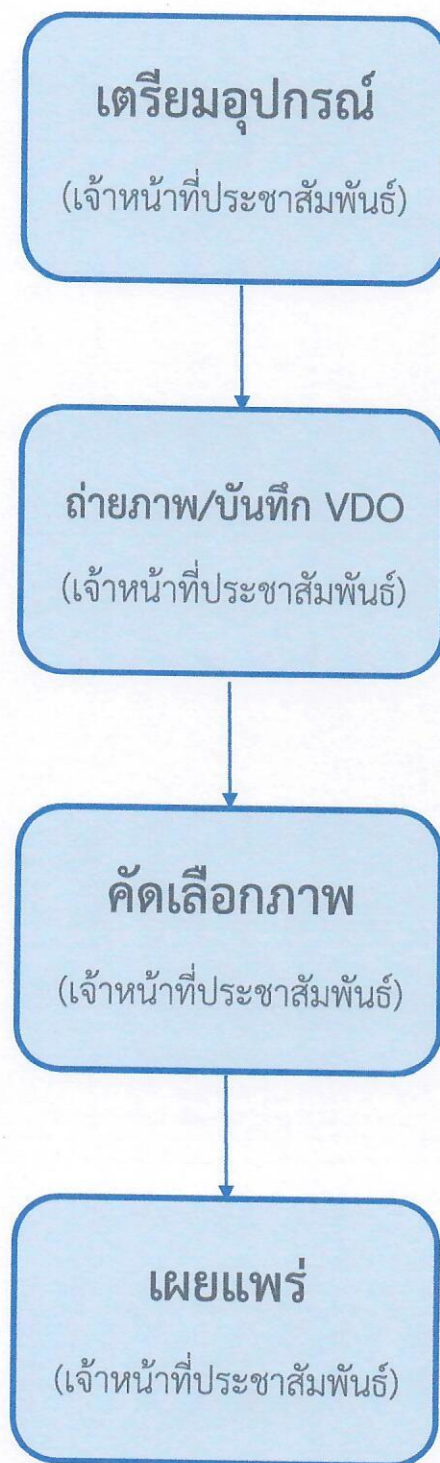 เตรียมอุปกรณ์
(เจ้าหน้าที่ประชาสัมพันธ์)
ถ่ายภาพ/บันทึก VDO
(เจ้าหน้าที่ประชาสัมพันธ์)
คัดเลือกภาพ
(เจ้าหน้าที่ประชาสัมพันธ์)
เผยแพร่
(เจ้าหน้าที่ประชาสัมพันธ์)